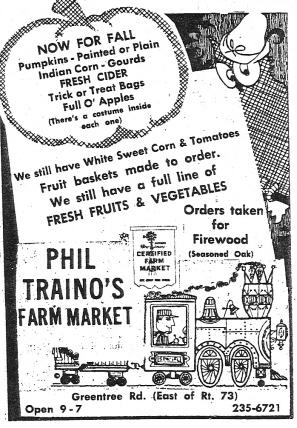 NOW FOR FALL
Pumpkins - Painted or Plain
Indian Corn - Gourds
FRESH CIDER
Trick or Treat Bags
Full O' Apples
(There's a costume inside
each one)
We still have White Sweet Corn & Tomatoes
Fruit baskets made to order.
We still have a full line of
FRESH FRUITS & VEGETABLES
Orders taken
for
Firewood
(Seasoned Oak)
CERTIFIED
FARM
MARKET
PHIL
TRAINO'S
FARM MARKET
Greentree Rd. (East of Rt. 73)
Open 9 - 7
235-6721